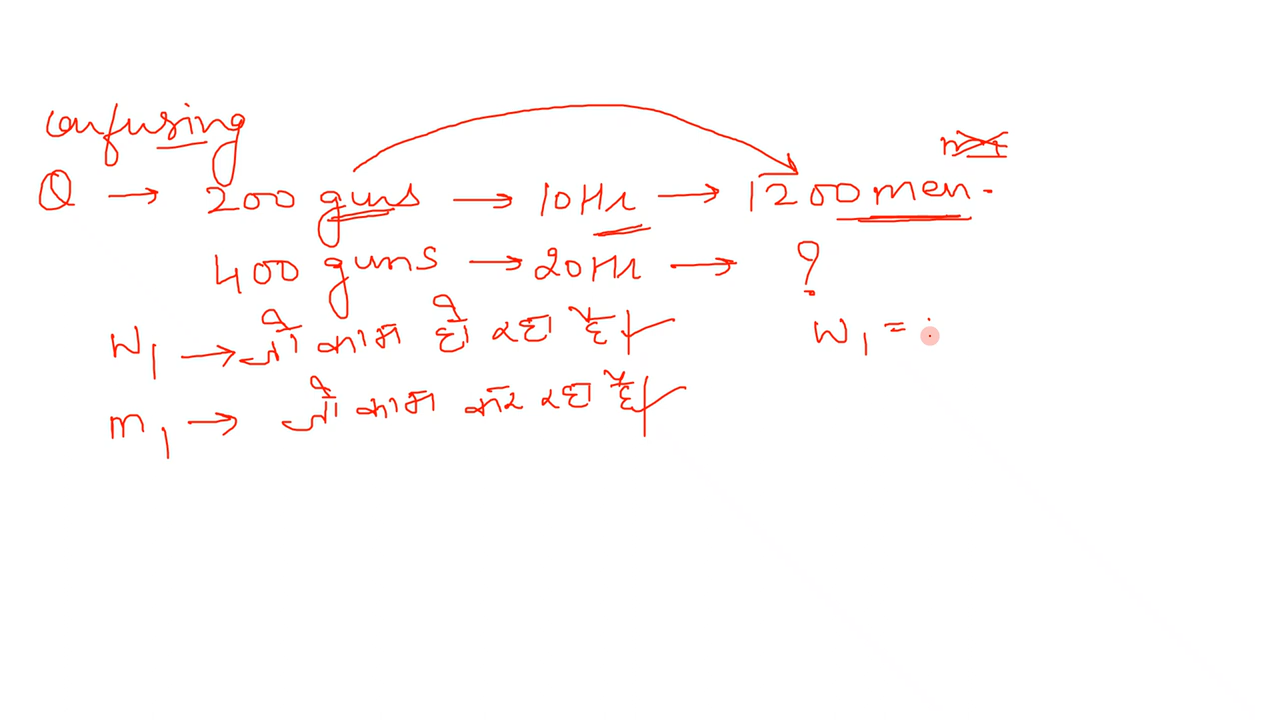 confusing
Q → 200 guns → 10Hr → 1200 men.
400 guns → 20Hr → ?
W1 → जो काम हो रहा है।
W1 =
m1 → जो काम कर रहा है।